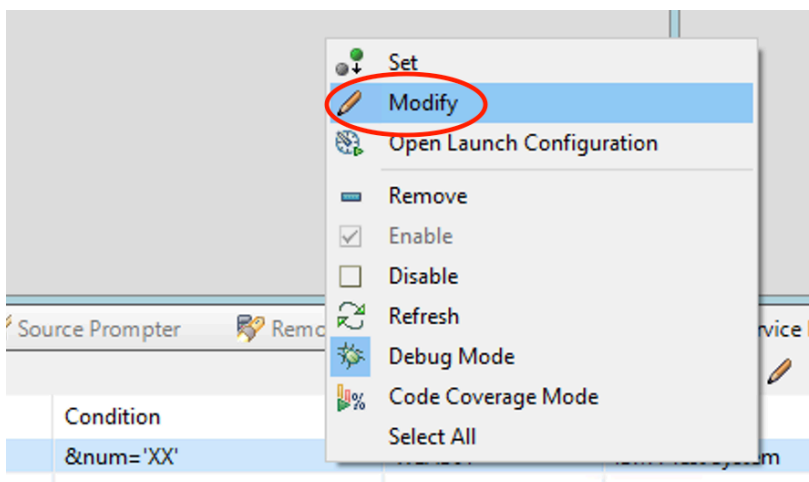 Set
Modify
Open Launch Configuration
Remove
Enable
Disable
Refresh
Debug Mode
Code Coverage Mode
Select All
Source Prompter
Condition
&num='XX'